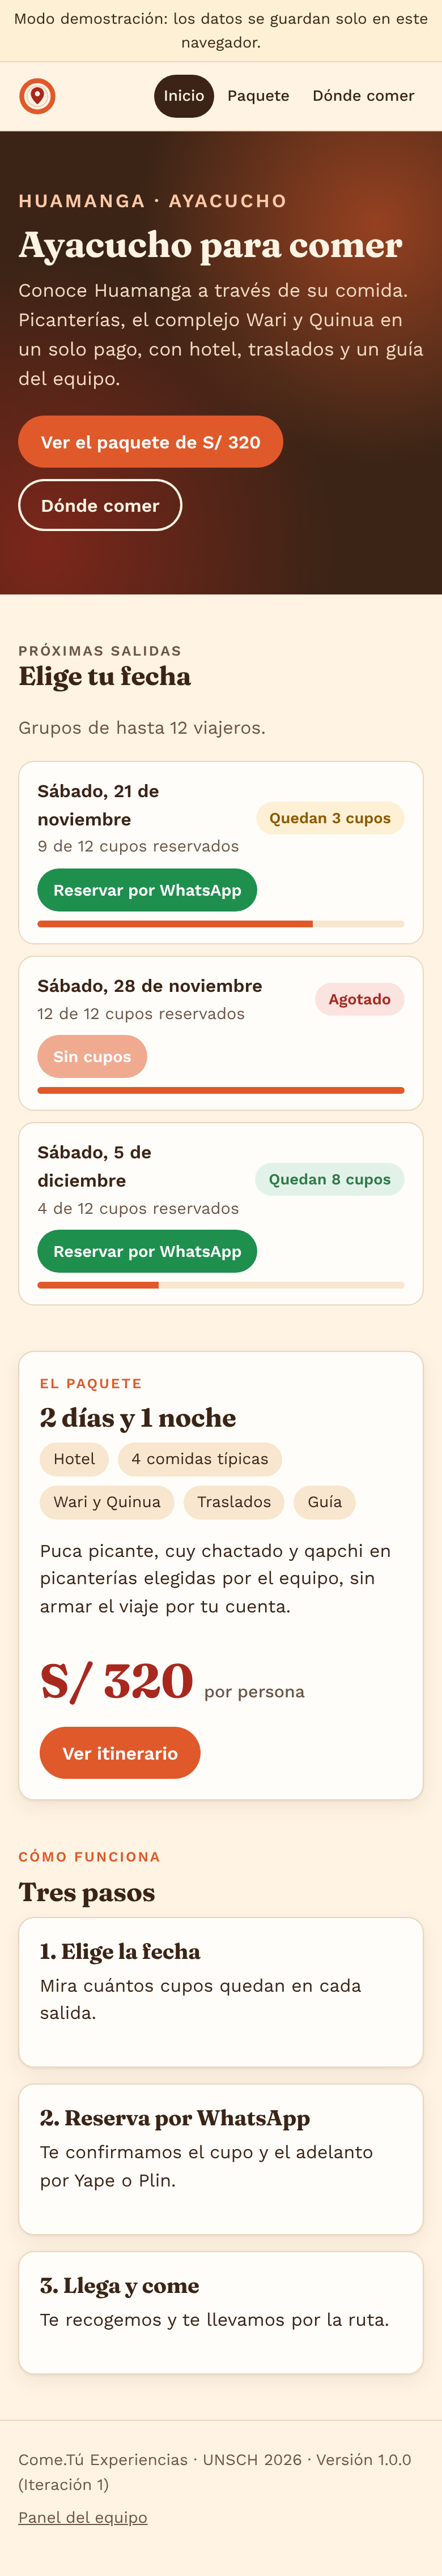 Modo demostración: los datos se guardan solo en este
navegador.
Inicio
Paquete
Dónde comer
HUAMANGA · AYACUCHO
Ayacucho para comer
Conoce Huamanga a través de su comida.
Picanterías, el complejo Wari y Quinua en
un solo pago, con hotel, traslados y un guía
del equipo.
Ver el paquete de S/ 320
Dónde comer
PRÓXIMAS SALIDAS
Elige tu fecha
Grupos de hasta 12 viajeros.
Sábado, 21 de
noviembre
9 de 12 cupos reservados
Quedan 3 cupos
Reservar por WhatsApp
Sábado, 28 de noviembre
12 de 12 cupos reservados
Agotado
Sin cupos
Sábado, 5 de
diciembre
4 de 12 cupos reservados
Quedan 8 cupos
Reservar por WhatsApp
EL PAQUETE
2 días y 1 noche
Hotel
4 comidas típicas
Wari y Quinua
Traslados
Guía
Puca picante, cuy chactado y qapchi en
picanterías elegidas por el equipo, sin
armar el viaje por tu cuenta.
S/ 320 por persona
Ver itinerario
CÓMO FUNCIONA
Tres pasos
1. Elige la fecha
Mira cuántos cupos quedan en cada
salida.
2. Reserva por WhatsApp
Te confirmamos el cupo y el adelanto
por Yape o Plin.
3. Llega y come
Te recogemos y te llevamos por la ruta.
Come.Tú Experiencias · UNSCH 2026 · Versión 1.0.0
(Iteración 1)
Panel del equipo